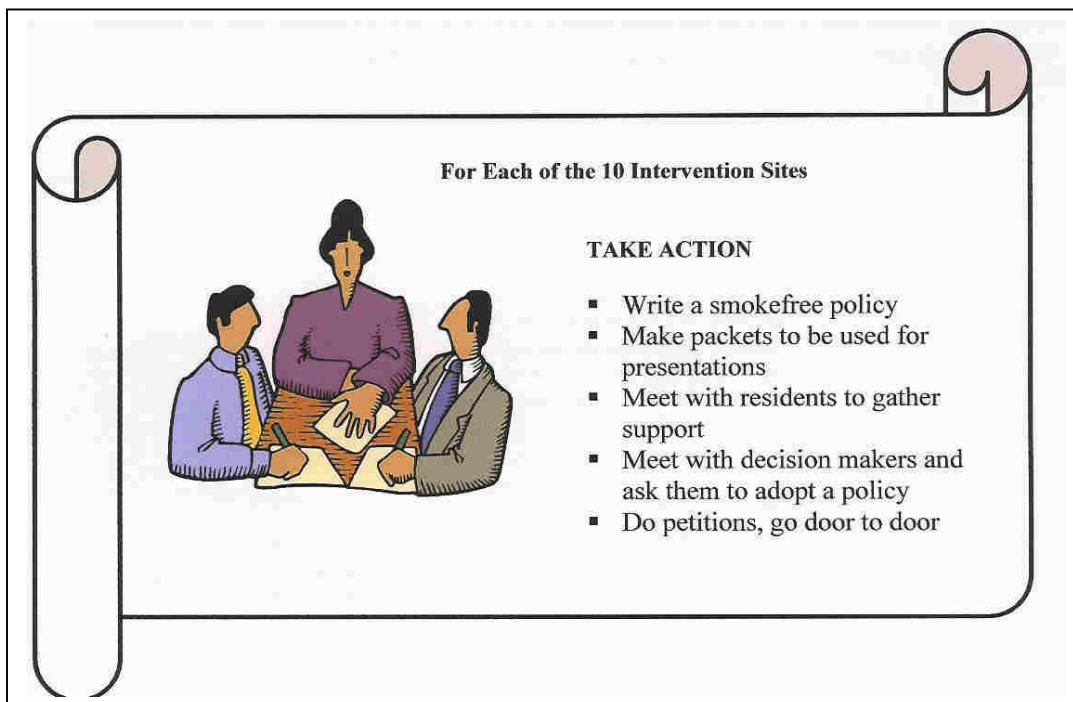 For Each of the 10 Intervention Sites
TAKE ACTION
▪ Write a smokefree policy
▪ Make packets to be used for
presentations
▪ Meet with residents to gather
support
▪ Meet with decision makers and
ask them to adopt a policy
▪ Do petitions, go door to door